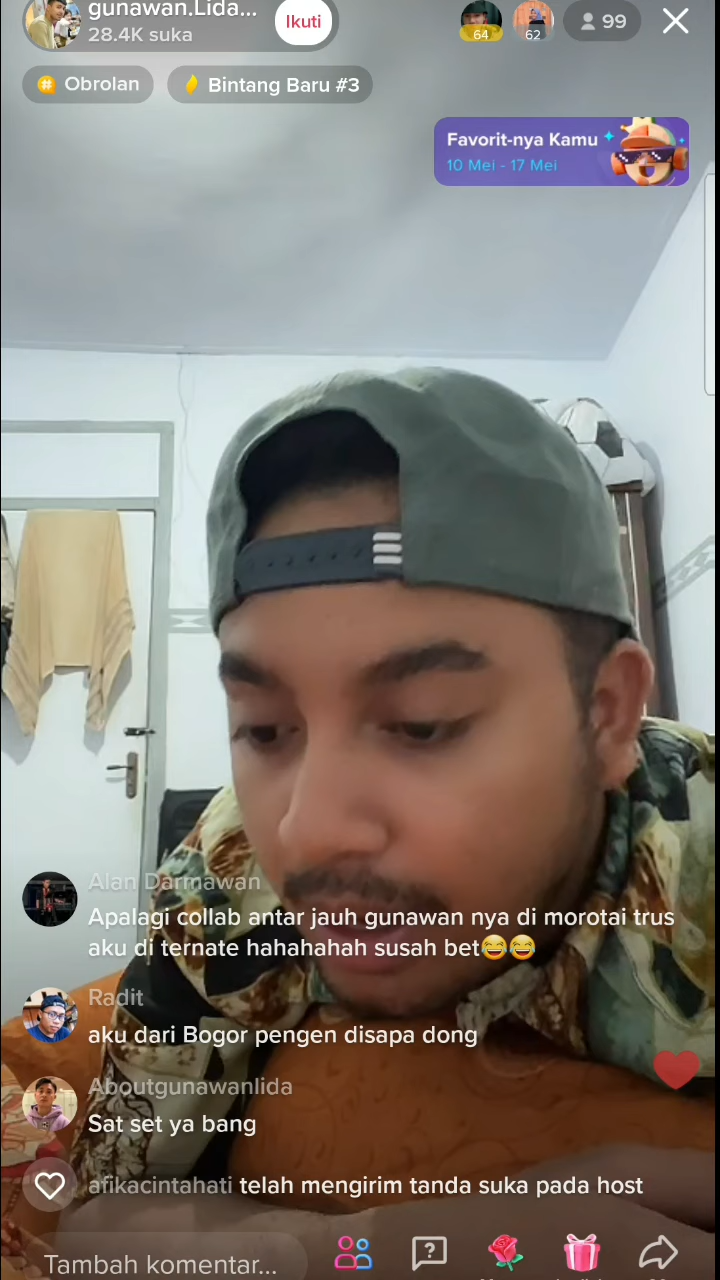 gunawan.Lida...
28.4K suka
Ikuti
64
62
99
Obrolan
Bintang Baru #3
Favorit-nya Kamu
10 Mei - 17 Mei
Alan Darmawan
Apalagi collab antar jauh gunawan nya di morotai trus
aku di ternate hahahahah susah bet😂😂
Radit
aku dari Bogor pengen disapa dong
Aboutgunawanlida
Sat set ya bang
afikacintahati telah mengirim tanda suka pada host
Tambah komentar...